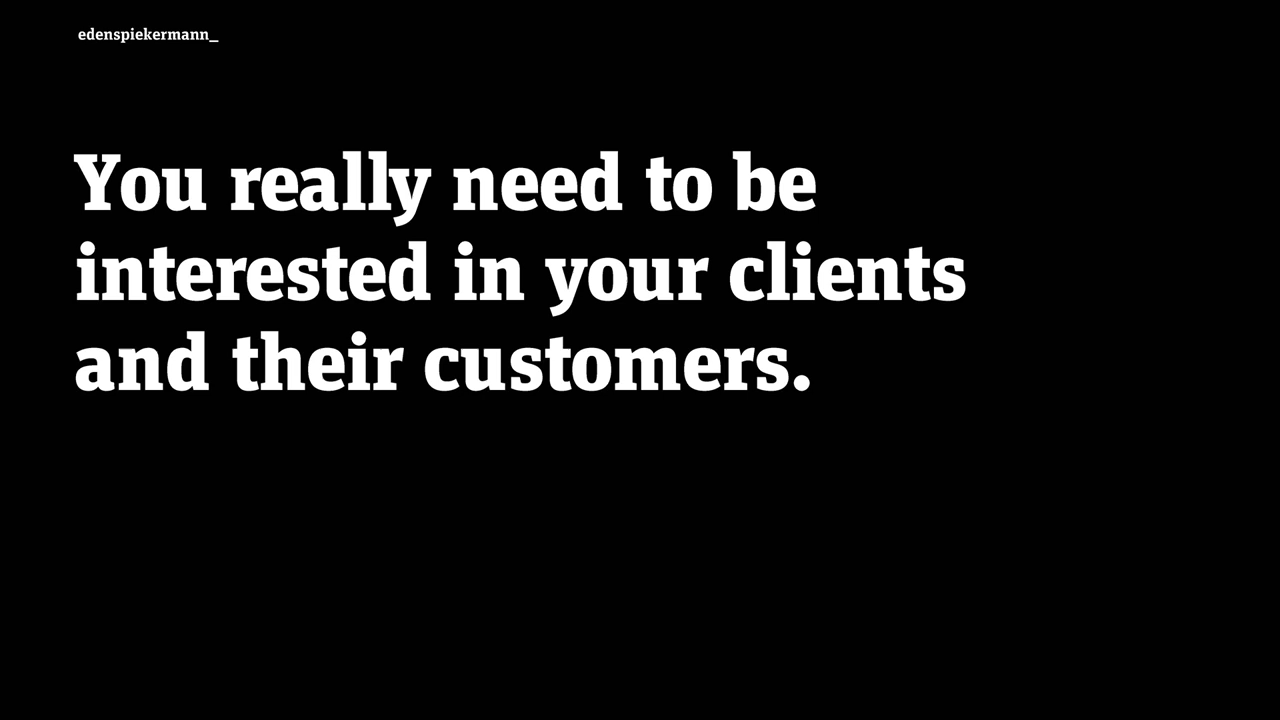 edenspiekermann_
You really need to be
interested in your clients
and their customers.